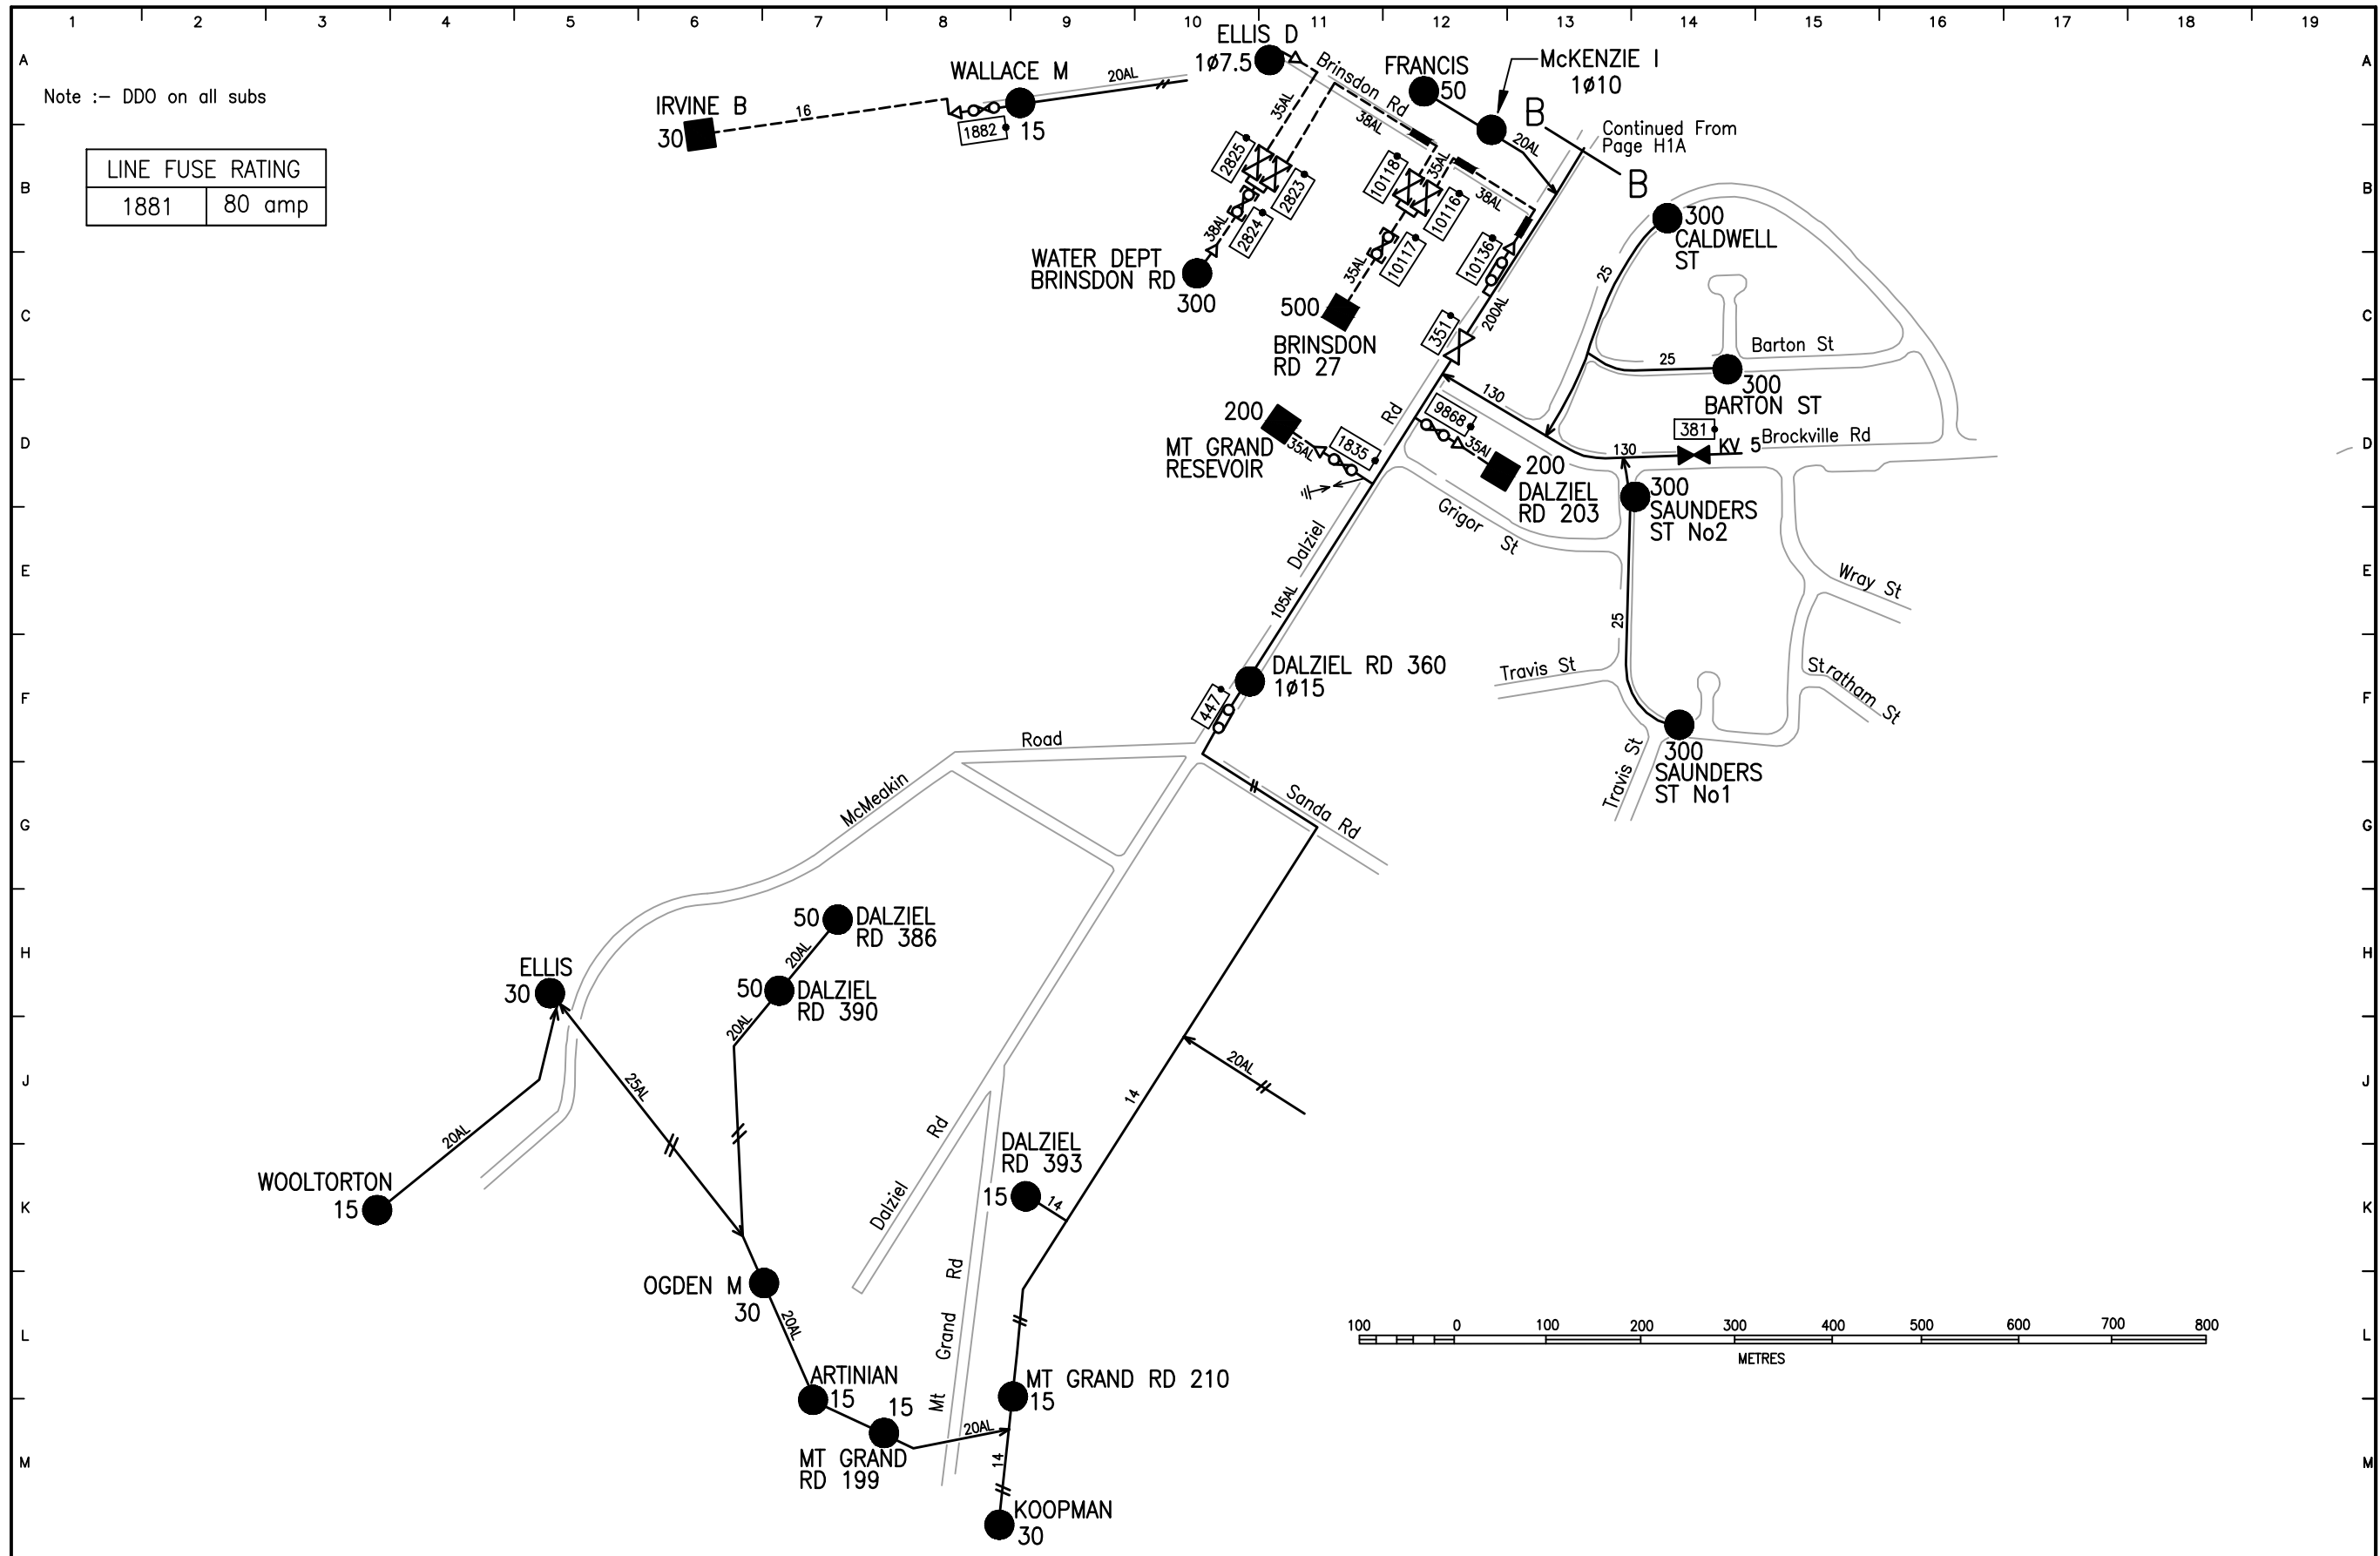 1 2 3 4 5 6 7 8 9 10 11 12 13 14 15 16 17 18 19
A
A
Note :- DDO on all subs
LINE FUSE RATING
1881 80 amp
IRVINE B
30
16
1882
WALLACE M
15
20AL
ELLIS D
1ø7.5
Brinsdon Rd
35AL
38AL
FRANCIS
50
McKENZIE I
1ø10
20AL
B
Continued From
Page H1A
B
B
B
2825
2823
2824
38AL
10118
35AL
10116
38AL
10117
35AL
10136
200AL
WATER DEPT
BRINSDON RD
300
500
BRINSDON
RD 27
351
C
C
300
CALDWELL
ST
25
Barton St
25
300
BARTON ST
130
D
D
200
MT GRAND
RESEVOIR
35AL
1835
Rd
9868
35Al
200
DALZIEL
RD 203
381
KV 5
Brockville Rd
130
300
SAUNDERS
ST No2
Grigor St
Dalziel
105AL
E
E
Wray St
25
DALZIEL RD 360
1ø15
447
Travis St
Stratham St
F
F
300
SAUNDERS
ST No1
Travis St
Road
McMeakin
Sanda Rd
G
G
50
DALZIEL
RD 386
20AL
50
DALZIEL
RD 390
20AL
H
H
ELLIS
30
25AL
20AL
14
J
J
20AL
WOOLTORTON
15
Rd
Dalziel
DALZIEL
RD 393
15
14
K
K
OGDEN M
30
20AL
Rd
Grand
Mt
L
L
100 0 100 200 300 400 500 600 700 800
METRES
ARTINIAN
15
15
MT GRAND
RD 199
20AL
MT GRAND RD 210
15
14
M
M
KOOPMAN
30